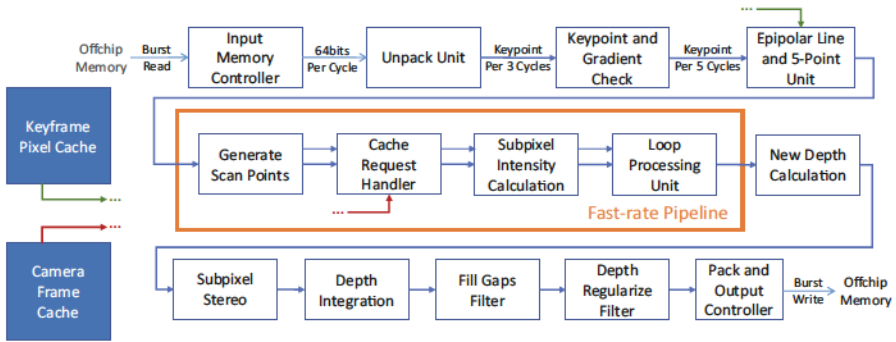 ...
Offchip
Memory
Burst
Read
Input
Memory
Controller
64bits
Per Cycle
Unpack Unit
Keypoint
Per 3 Cycles
Keypoint and
Gradient
Check
Keypoint
Per 5 Cycles
Epipolar Line
and 5-Point
Unit
Keyframe
Pixel Cache
...
Generate
Scan Points
Cache
Request
Handler
...
Subpixel
Intensity
Calculation
Loop
Processing
Unit
Fast-rate Pipeline
New Depth
Calculation
...
Camera
Frame
Cache
Subpixel
Stereo
Depth
Integration
Fill Gaps
Filter
Depth
Regularize
Filter
Pack and
Output
Controller
Burst
Write
Offchip
Memory